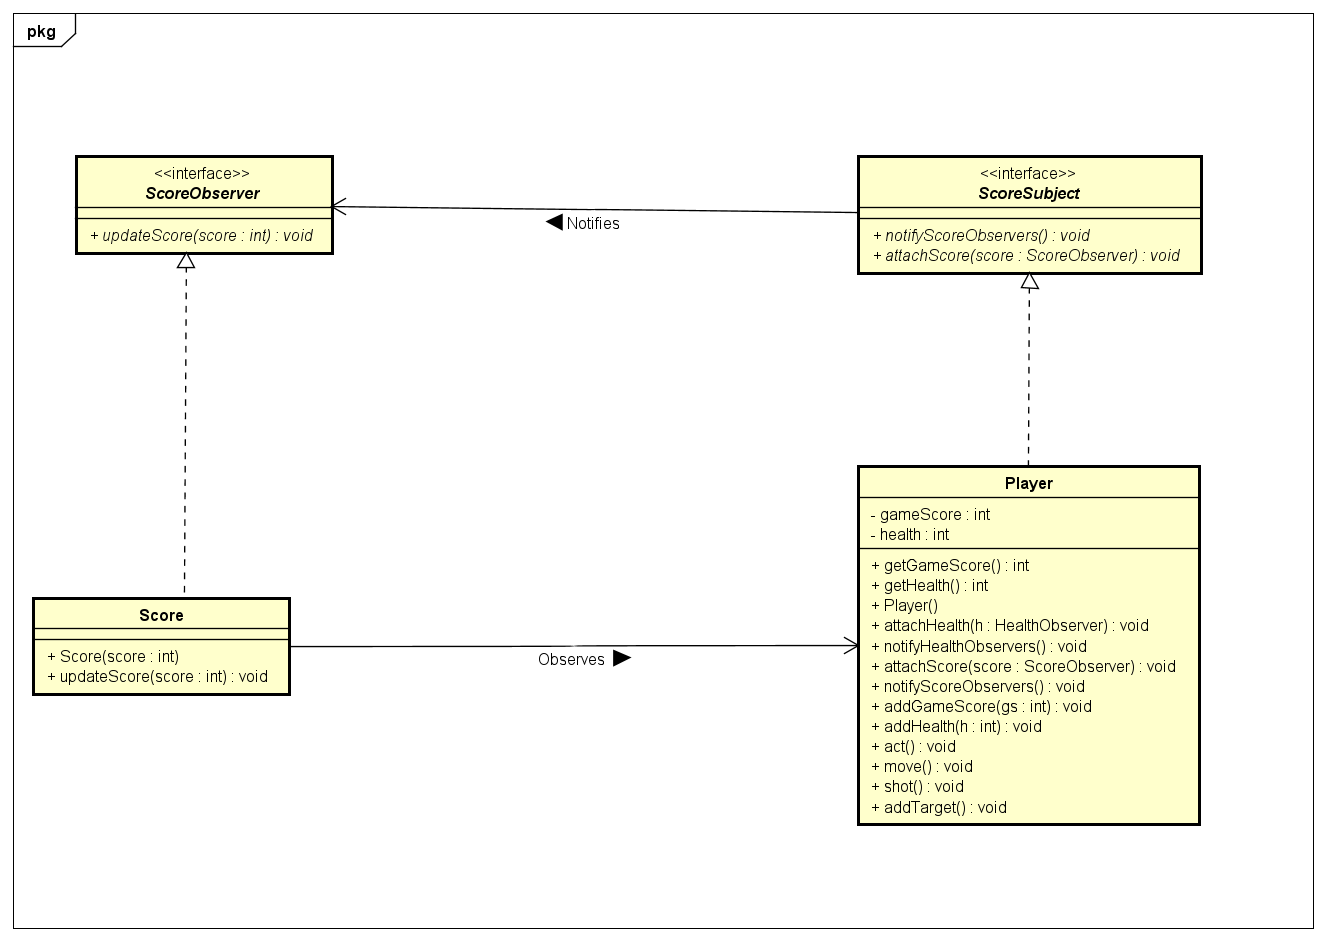 pkg
<<interface>>
ScoreObserver
+ updateScore(score : int) : void
<<interface>>
ScoreSubject
+ notifyScoreObservers() : void
+ attachScore(score : ScoreObserver) : void
Notifies
Player
- gameScore : int
- health : int
+ getGameScore() : int
+ getHealth() : int
+ Player()
+ attachHealth(h : HealthObserver) : void
+ notifyHealthObservers() : void
+ attachScore(score : ScoreObserver) : void
+ notifyScoreObservers() : void
+ addGameScore(gs : int) : void
+ addHealth(h : int) : void
+ act() : void
+ move() : void
+ shot() : void
+ addTarget() : void
Score
+ Score(score : int)
+ updateScore(score : int) : void
Observes